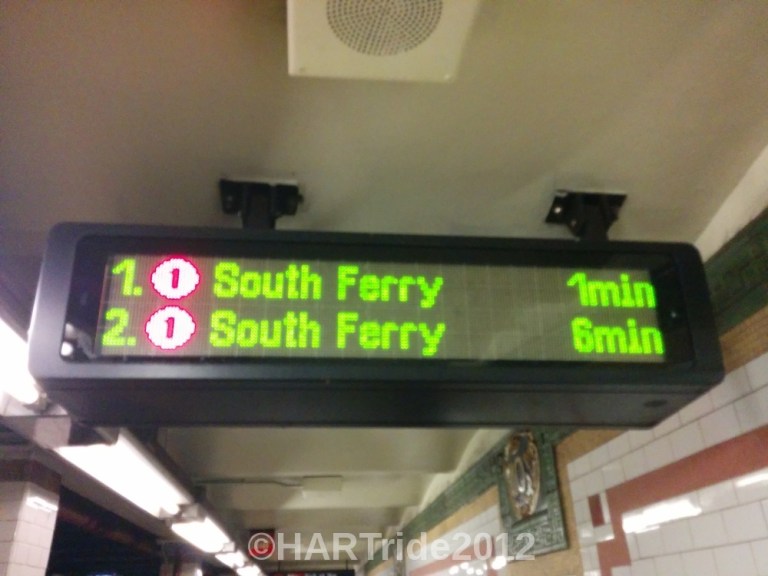 1. 1 South Ferry 1min
2. 1 South Ferry 6min
©HARTride2012